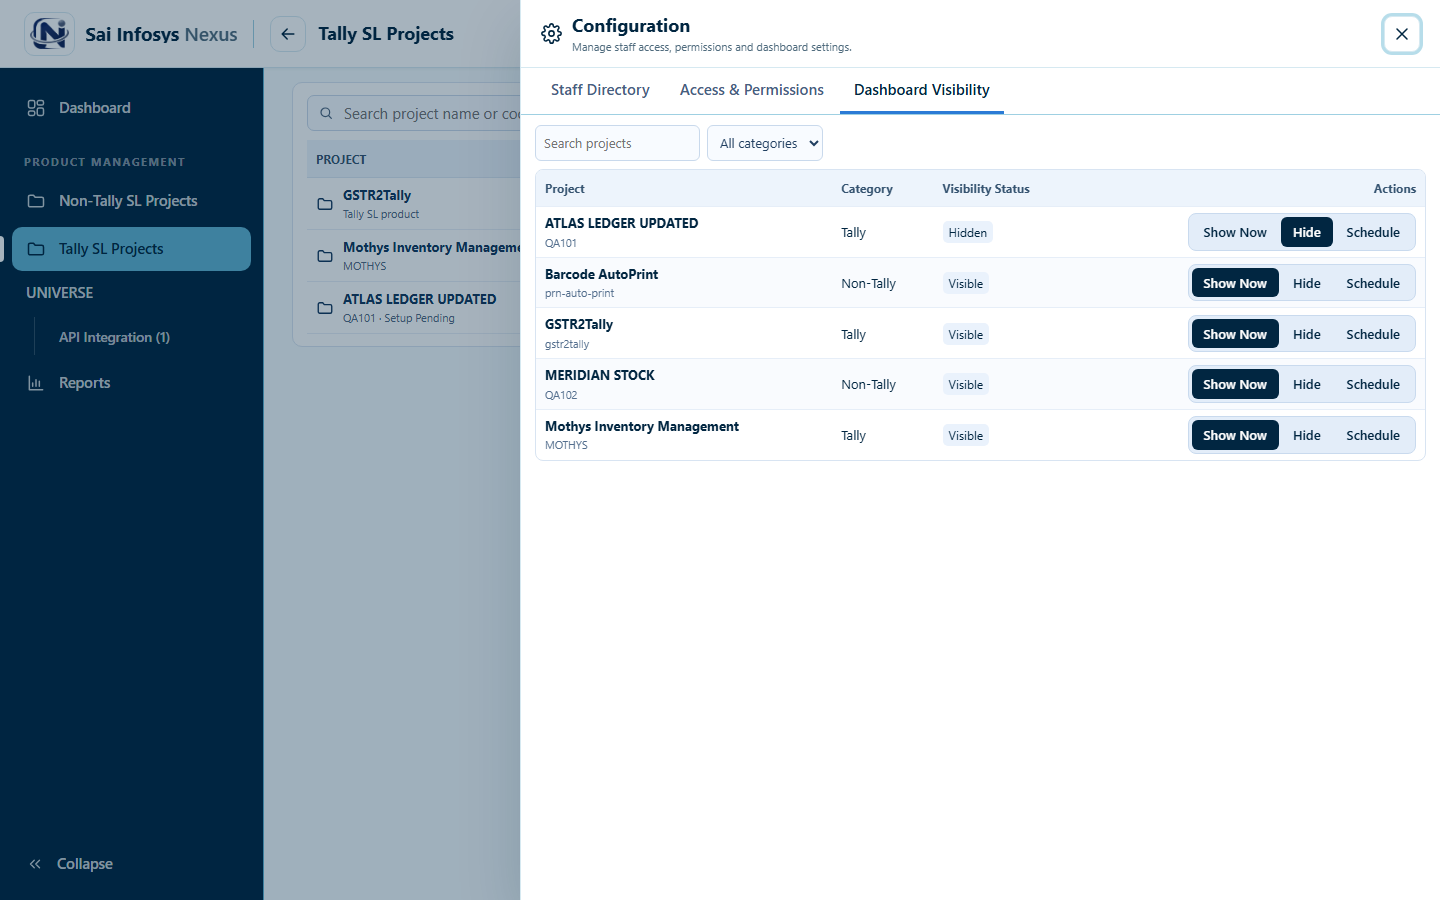 Sai Infosys Nexus
Tally SL Projects
Dashboard
PRODUCT MANAGEMENT
Non-Tally SL Projects
Tally SL Projects
UNIVERSE
API Integration (1)
Reports
Collapse
Search project name or co
PROJECT
GSTR2Tally
Tally SL product
Mothys Inventory Manageme
MOTHYS
ATLAS LEDGER UPDATED
QA101 · Setup Pending
Configuration
Manage staff access, permissions and dashboard settings.
Staff Directory Access & Permissions Dashboard Visibility
Search projects All categories
Project Category Visibility Status Actions
ATLAS LEDGER UPDATED
QA101
Tally Hidden Show Now Hide Schedule
Barcode AutoPrint
prn-auto-print
Non-Tally Visible Show Now Hide Schedule
GSTR2Tally
gstr2tally
Tally Visible Show Now Hide Schedule
MERIDIAN STOCK
QA102
Non-Tally Visible Show Now Hide Schedule
Mothys Inventory Management
MOTHYS
Tally Visible Show Now Hide Schedule